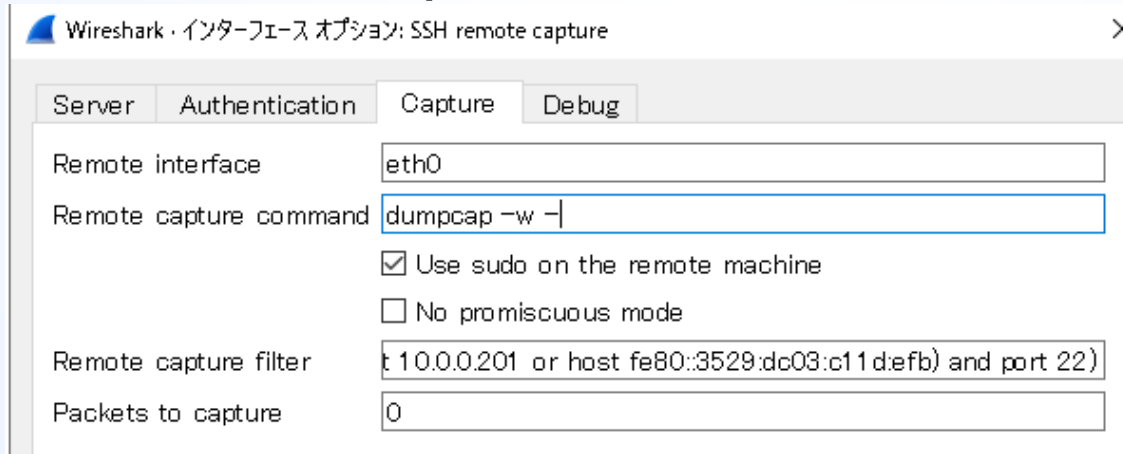 Wireshark · インターフェース オプション: SSH remote capture
Server Authentication Capture Debug
Remote interface eth0
Remote capture command dumpcap -w -
Use sudo on the remote machine
No promiscuous mode
Remote capture filter t 10.0.0.201 or host fe80::3529:dc03:c11d:efb) and port 22)
Packets to capture 0